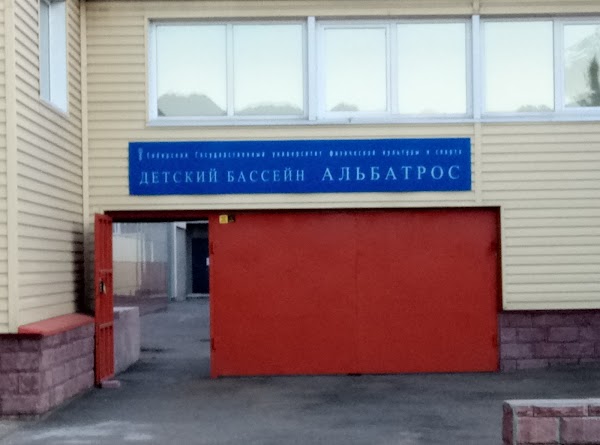 Сибирский Государственный университет физической культуры и спорта
ДЕТСКИЙ БАССЕЙН АЛЬБАТРОС